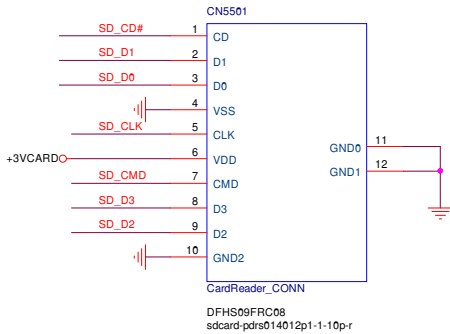 CN5501
SD_CD# 1 CD
SD_D1 2 D1
SD_D0 3 D0
4 VSS
SD_CLK 5 CLK
GND0 11
+3VCARD 6 VDD
GND1 12
SD_CMD 7 CMD
SD_D3 8 D3
SD_D2 9 D2
10 GND2
CardReader_CONN
DFHS09FRC08
sdcard-pdrs014012p1-1-10p-r